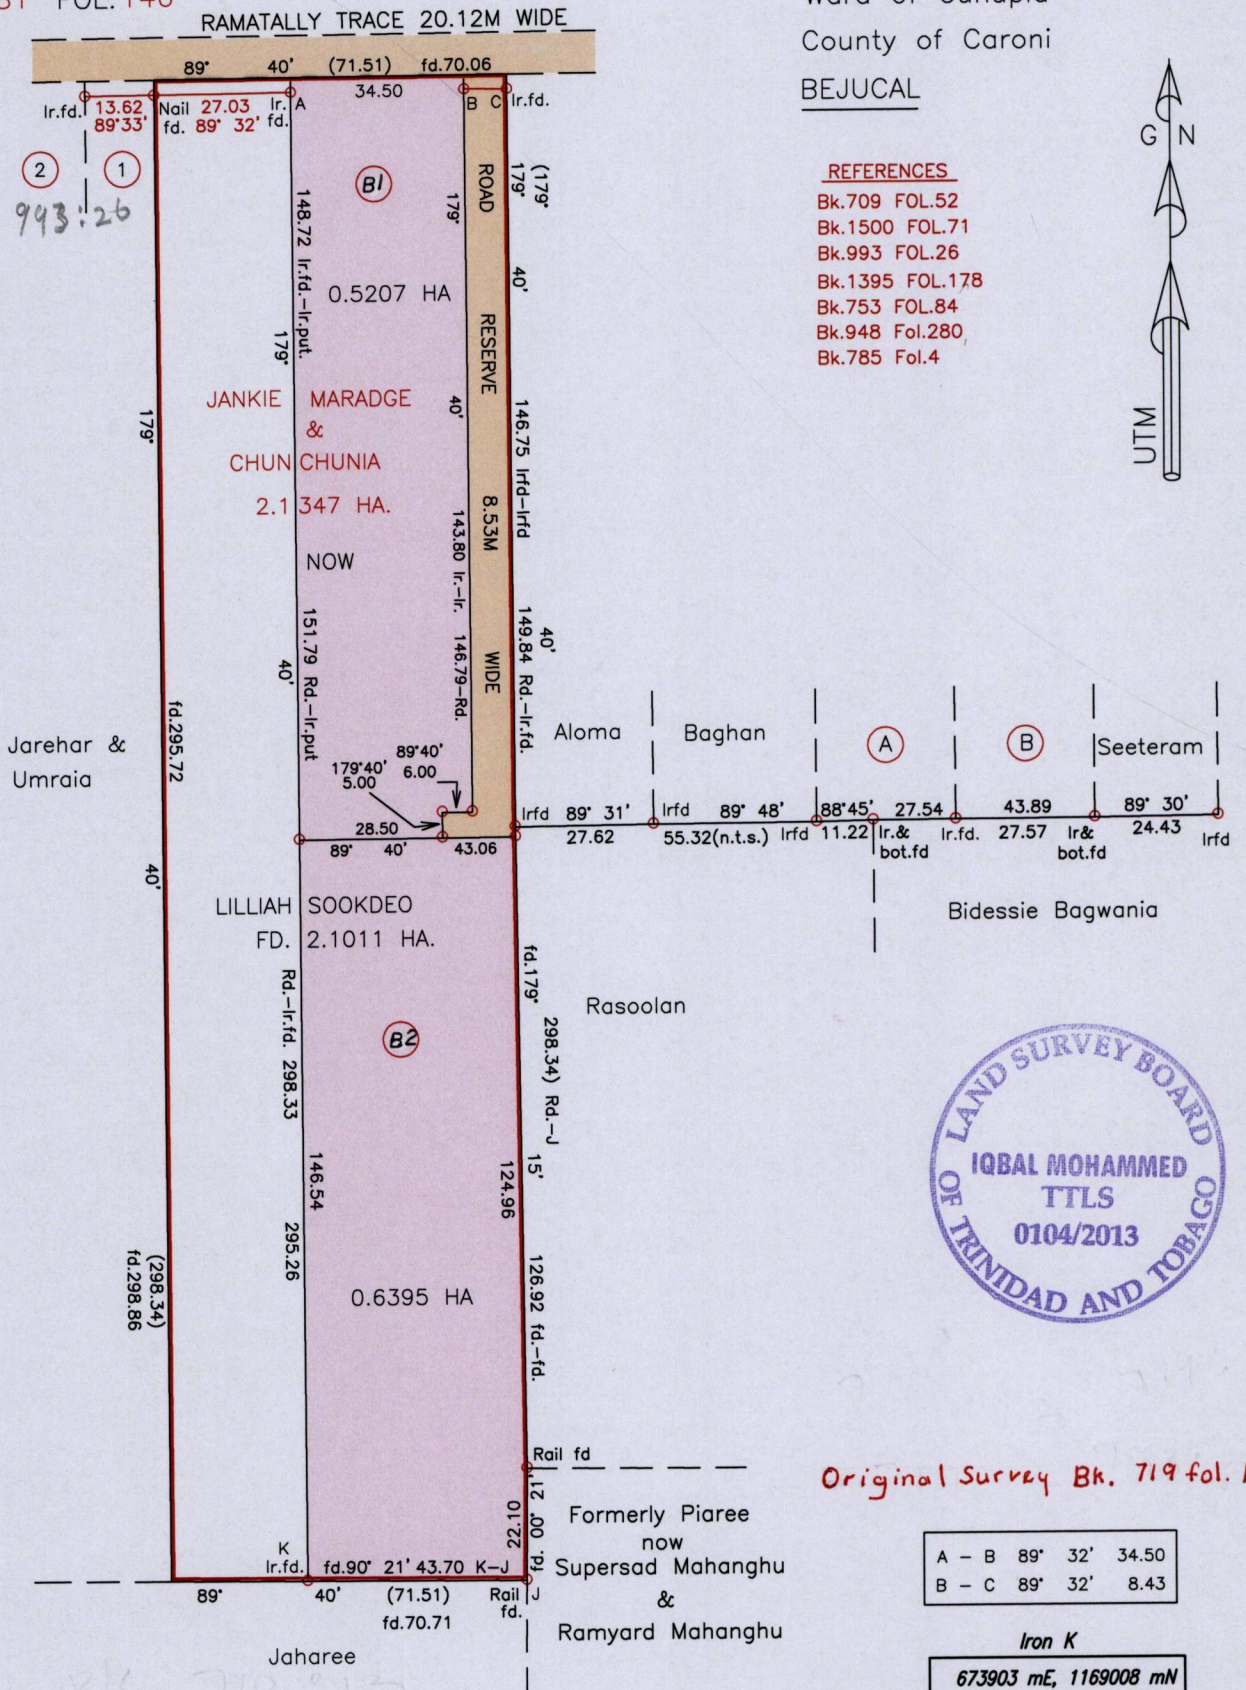 FOL. 146
RAMATALLY TRACE 20.12M WIDE
County of Caroni
BEJUCAL
89° 40' (71.51) fd.70.06
34.50
Ir.fd. 13.62 Nail 27.03 Ir. A B C Ir.fd.
89°33' fd. 89° 32' fd.
2 1
993:26
B1
0.5207 HA
148.72 Ir.fd.-Ir.put.
179°
179° 40'
143.80 Ir.-Ir. 146.79-Rd.
ROAD RESERVE 8.53M WIDE
179° 40'
(179° 40'
146.75 Irfd-Irfd
149.84 Rd.-Ir.fd.
REFERENCES
Bk.709 FOL.52
Bk.1500 FOL.71
Bk.993 FOL.26
Bk.1395 FOL.178
Bk.753 FOL.84
Bk.948 Fol.280
Bk.785 Fol.4
G N
UTM
JANKIE MARADGE
&
CHUN CHUNIA
2.1347 HA.
NOW
151.79 Rd.-Ir.put
40'
179° 40'
fd.295.72
Jarehar &
Umraia
179°40'
5.00
89°40'
6.00
28.50
89° 40' 43.06
Aloma
Baghan
A
B
Seeteram
Irfd 89° 31' Irfd 89° 48' 88°45' 27.54 43.89 89° 30'
27.62 55.32(n.t.s.) Irfd 11.22 Ir.& bot.fd Ir.fd. 27.57 Ir& bot.fd 24.43 Irfd
Bidessie Bagwania
LILLIAH SOOKDEO
FD. 2.1011 HA.
Rd.-Ir.fd. 298.33
146.54
295.26
B2
0.6395 HA
fd.179° 15'
298.34) Rd.-J
124.96
126.92 fd.-fd.
Rasoolan
(298.34)
fd.298.86
LAND SURVEY BOARD
IQBAL MOHAMMED
TTLS
0104/2013
OF TRINIDAD AND TOBAGO
Rail fd
22.10
fd. 00° 21'
Formerly Piaree
now
Supersad Mahanghu
&
Ramyard Mahanghu
Original Survey Bk. 719 fol.
K
Ir.fd. fd.90° 21' 43.70 K-J
89° 40' (71.51) Rail J
fd.70.71 fd.
Jaharee
A - B 89° 32' 34.50
B - C 89° 32' 8.43
Iron K
673903 mE, 1169008 mN